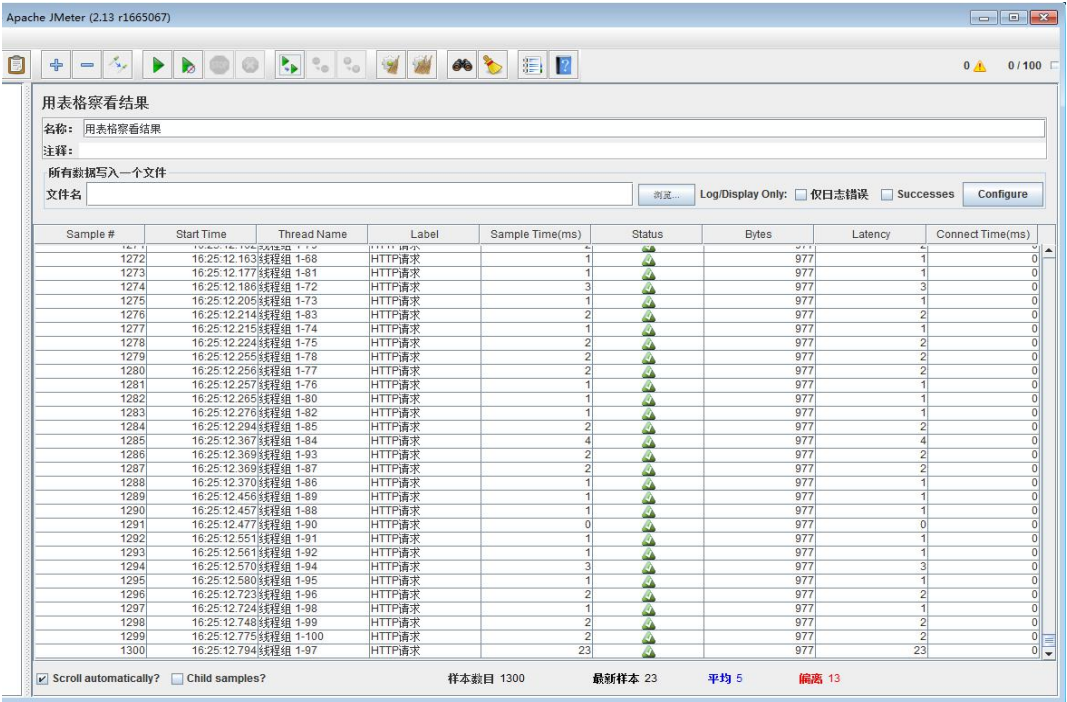 Apache JMeter (2.13 r1665067)
0 0 / 100
用表格察看结果
名称: 用表格察看结果
注释:
所有数据写入一个文件
文件名 浏览... Log/Display Only: 仅日志错误 Successes Configure
Sample # Start Time Thread Name Label Sample Time(ms) Status Bytes Latency Connect Time(ms)
1272 16:25:12.163 线程组 1-68 HTTP请求 1 977 1 0
1273 16:25:12.177 线程组 1-81 HTTP请求 1 977 1 0
1274 16:25:12.186 线程组 1-72 HTTP请求 3 977 3 0
1275 16:25:12.205 线程组 1-73 HTTP请求 1 977 1 0
1276 16:25:12.214 线程组 1-83 HTTP请求 2 977 2 0
1277 16:25:12.215 线程组 1-74 HTTP请求 1 977 1 0
1278 16:25:12.224 线程组 1-75 HTTP请求 2 977 2 0
1279 16:25:12.255 线程组 1-78 HTTP请求 2 977 2 0
1280 16:25:12.256 线程组 1-77 HTTP请求 2 977 2 0
1281 16:25:12.257 线程组 1-76 HTTP请求 1 977 1 0
1282 16:25:12.265 线程组 1-80 HTTP请求 1 977 1 0
1283 16:25:12.276 线程组 1-82 HTTP请求 1 977 1 0
1284 16:25:12.294 线程组 1-85 HTTP请求 2 977 2 0
1285 16:25:12.367 线程组 1-84 HTTP请求 4 977 4 0
1286 16:25:12.369 线程组 1-93 HTTP请求 2 977 2 0
1287 16:25:12.369 线程组 1-87 HTTP请求 2 977 2 0
1288 16:25:12.370 线程组 1-86 HTTP请求 1 977 1 0
1289 16:25:12.456 线程组 1-89 HTTP请求 1 977 1 0
1290 16:25:12.457 线程组 1-88 HTTP请求 1 977 1 0
1291 16:25:12.477 线程组 1-90 HTTP请求 0 977 0 0
1292 16:25:12.551 线程组 1-91 HTTP请求 1 977 1 0
1293 16:25:12.561 线程组 1-92 HTTP请求 1 977 1 0
1294 16:25:12.570 线程组 1-94 HTTP请求 3 977 3 0
1295 16:25:12.580 线程组 1-95 HTTP请求 1 977 1 0
1296 16:25:12.723 线程组 1-96 HTTP请求 2 977 2 0
1297 16:25:12.724 线程组 1-98 HTTP请求 1 977 1 0
1298 16:25:12.748 线程组 1-99 HTTP请求 2 977 2 0
1299 16:25:12.775 线程组 1-100 HTTP请求 2 977 2 0
1300 16:25:12.794 线程组 1-97 HTTP请求 23 977 23 0
Scroll automatically? Child samples? 样本数目 1300 最新样本 23 平均 5 偏离 13